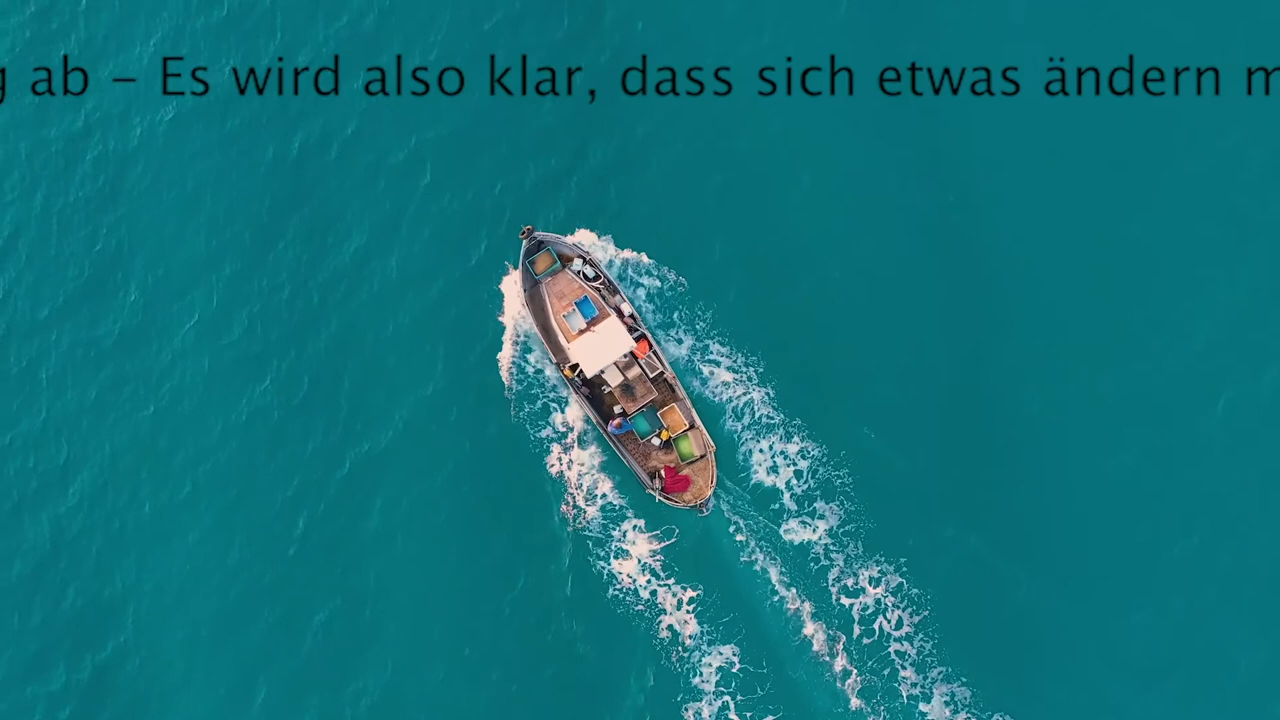 ab – Es wird also klar, dass sich etwas ändern